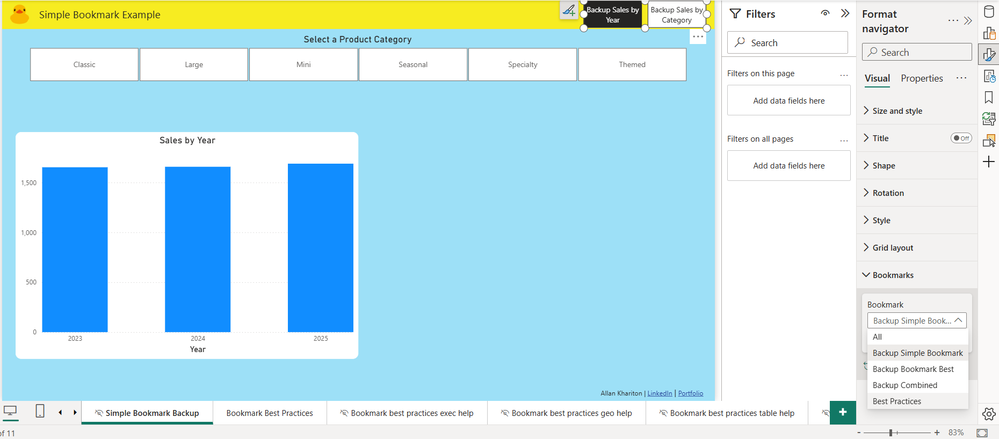 Simple Bookmark Example
Backup Sales by
Year
Backup Sales by
Category
Select a Product Category
Classic
Large
Mini
Seasonal
Specialty
Themed
Sales by Year
1,500
1,000
500
0
2023
2024
2025
Year
Allan Khariton | LinkedIn | Portfolio
Filters
Search
Filters on this page
Add data fields here
Filters on all pages
Add data fields here
Format
navigator
Search
Visual
Properties
Size and style
Title
Off
Shape
Rotation
Style
Grid layout
Bookmarks
Bookmark
Backup Simple Book...
All
Backup Simple Bookmark
Backup Bookmark Best
Backup Combined
Best Practices
Simple Bookmark Backup
Bookmark Best Practices
Bookmark best practices exec help
Bookmark best practices geo help
Bookmark best practices table help
of 11
83%